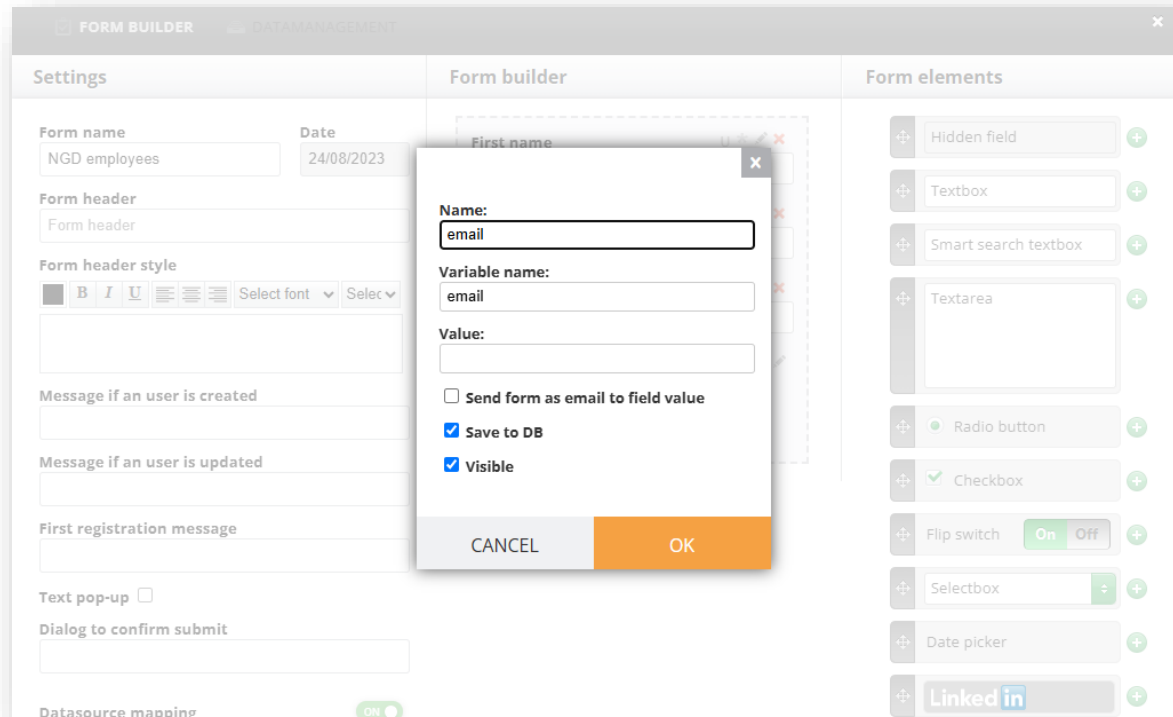 FORM BUILDER DATAMANAGEMENT
Settings
Form name Date
NGD employees 24/08/2023
Form header
Form header
Form header style
B I U Select font Selec
Message if an user is created
Message if an user is updated
First registration message
Text pop-up
Dialog to confirm submit
Datasource mapping ON
Form builder
First name
Name:
email
Variable name:
email
Value:
Send form as email to field value
Save to DB
Visible
CANCEL OK
Form elements
Hidden field
Textbox
Smart search textbox
Textarea
Radio button
Checkbox
Flip switch On Off
Selectbox
Date picker
Linked in